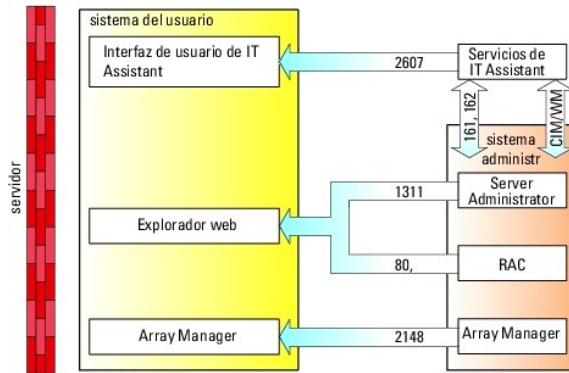 sistema del usuario
Interfaz de usuario de IT
Assistant
2607
Servicios de
IT Assistant
161, 162
CIM/WM
sistema
administr
servidor
1311
Server
Administrator
Explorador web
80,
RAC
Array Manager
2148
Array Manager